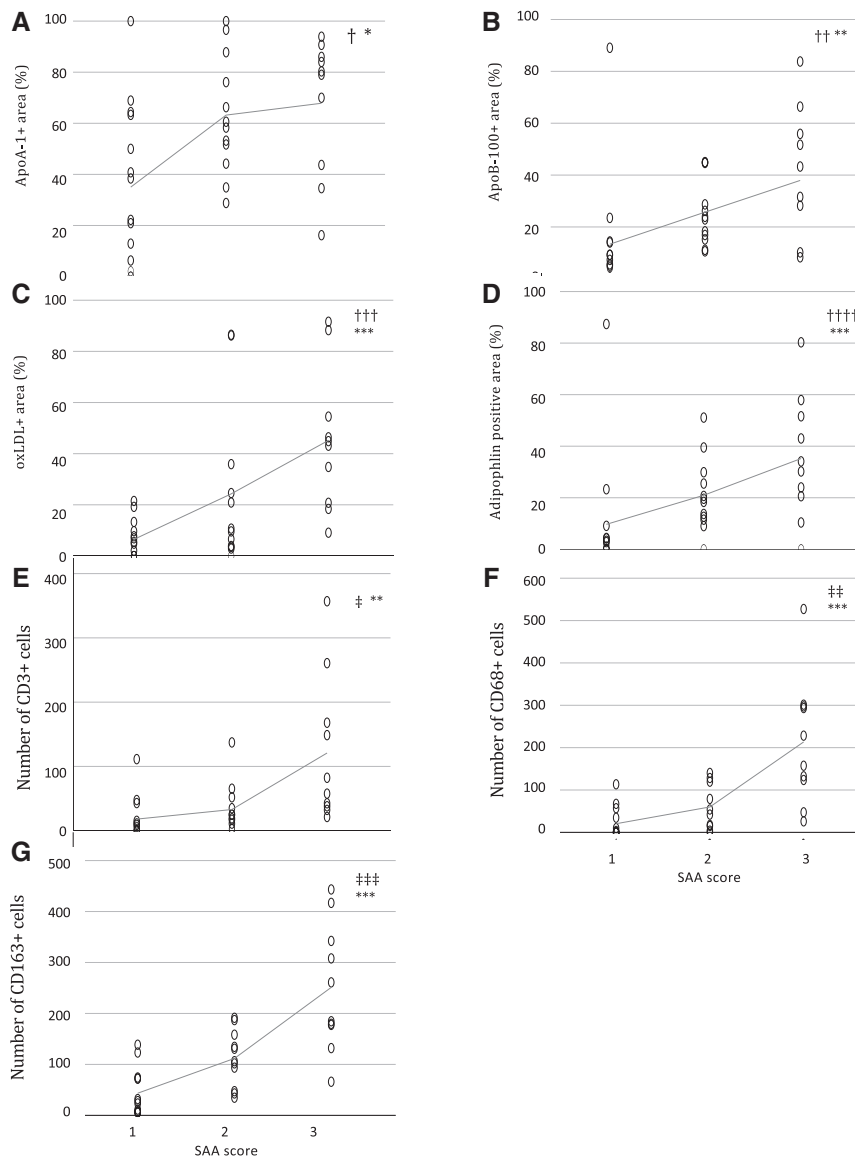 A
ApoA-1+ area (%)
100
80
60
40
20
0
† *
B
ApoB-100+ area (%)
100
80
60
40
20
†† **
C
oxLDL+ area (%)
100
80
60
40
20
0
†††
***
D
Adipophlin positive area (%)
100
80
60
40
20
0
††††
***
E
Number of CD3+ cells
400
300
200
100
0
‡ **
F
Number of CD68+ cells
600
500
400
300
200
100
0
‡‡
***
1 2 3
SAA score
G
Number of CD163+ cells
500
400
300
200
100
0
‡‡‡
***
1 2 3
SAA score